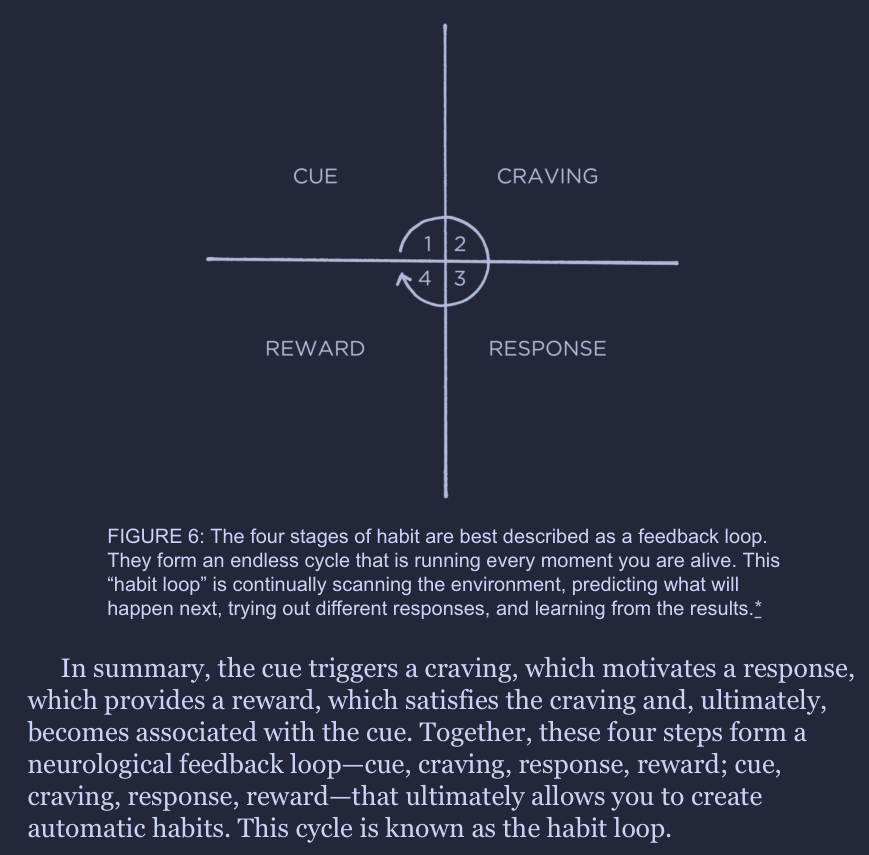 CUE
CRAVING
1 2
4 3
REWARD
RESPONSE
FIGURE 6: The four stages of habit are best described as a feedback loop.
They form an endless cycle that is running every moment you are alive. This
“habit loop” is continually scanning the environment, predicting what will
happen next, trying out different responses, and learning from the results.*
In summary, the cue triggers a craving, which motivates a response,
which provides a reward, which satisfies the craving and, ultimately,
becomes associated with the cue. Together, these four steps form a
neurological feedback loop—cue, craving, response, reward; cue,
craving, response, reward—that ultimately allows you to create
automatic habits. This cycle is known as the habit loop.